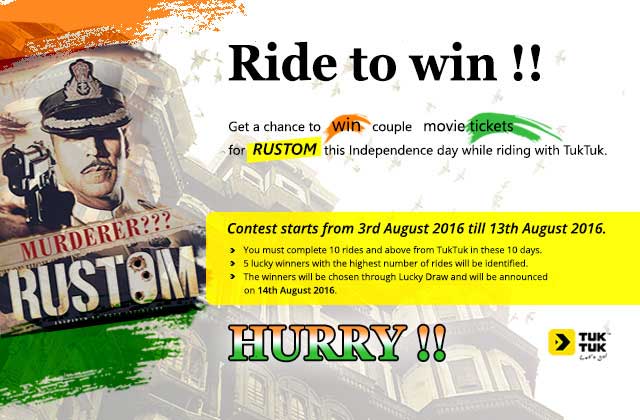 Ride to win !!
Get a chance to win couple movie tickets
for RUSTOM this Independence day while riding with TukTuk.
MURDERER???
RUSTOM
Contest starts from 3rd August 2016 till 13th August 2016.
You must complete 10 rides and above from TukTuk in these 10 days.
5 lucky winners with the highest number of rides will be identified.
The winners will be chosen through Lucky Draw and will be announced
on 14th August 2016.
HURRY !!
TUK
TUK
Let's go!